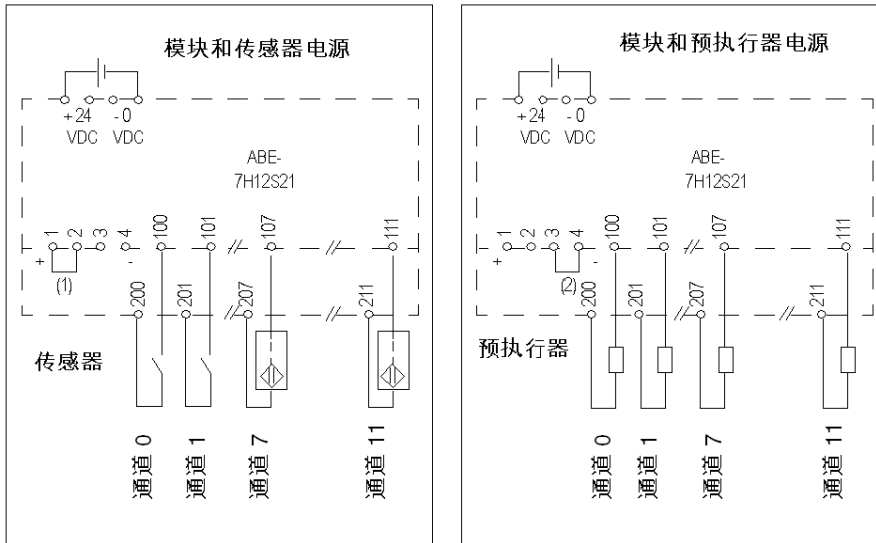 模块和传感器电源
+24 -0
VDC VDC
ABE-
7H12S21
1 2 3 4 100 101 107 111
+ -
(1)
200 201 207 211
传感器
通道 0 通道 1 通道 7 通道 11
模块和预执行器电源
+24 -0
VDC VDC
ABE-
7H12S21
1 2 3 4 100 101 107 111
+ -
(2)
200 201 207 211
预执行器
通道 0 通道 1 通道 7 通道 11